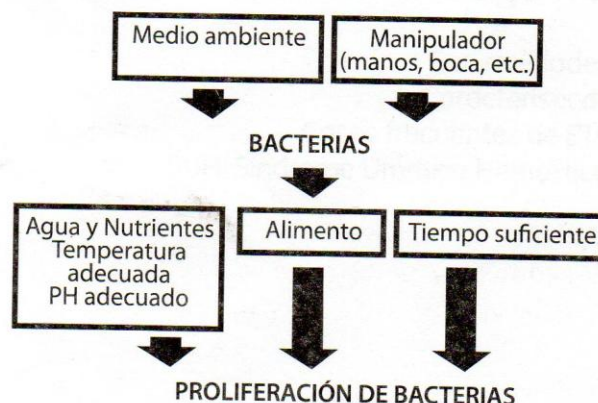 Medio ambiente
Manipulador
(manos, boca, etc.)
BACTERIAS
Agua y Nutrientes
Temperatura
adecuada
PH adecuado
Alimento
Tiempo suficiente
PROLIFERACIÓN DE BACTERIAS